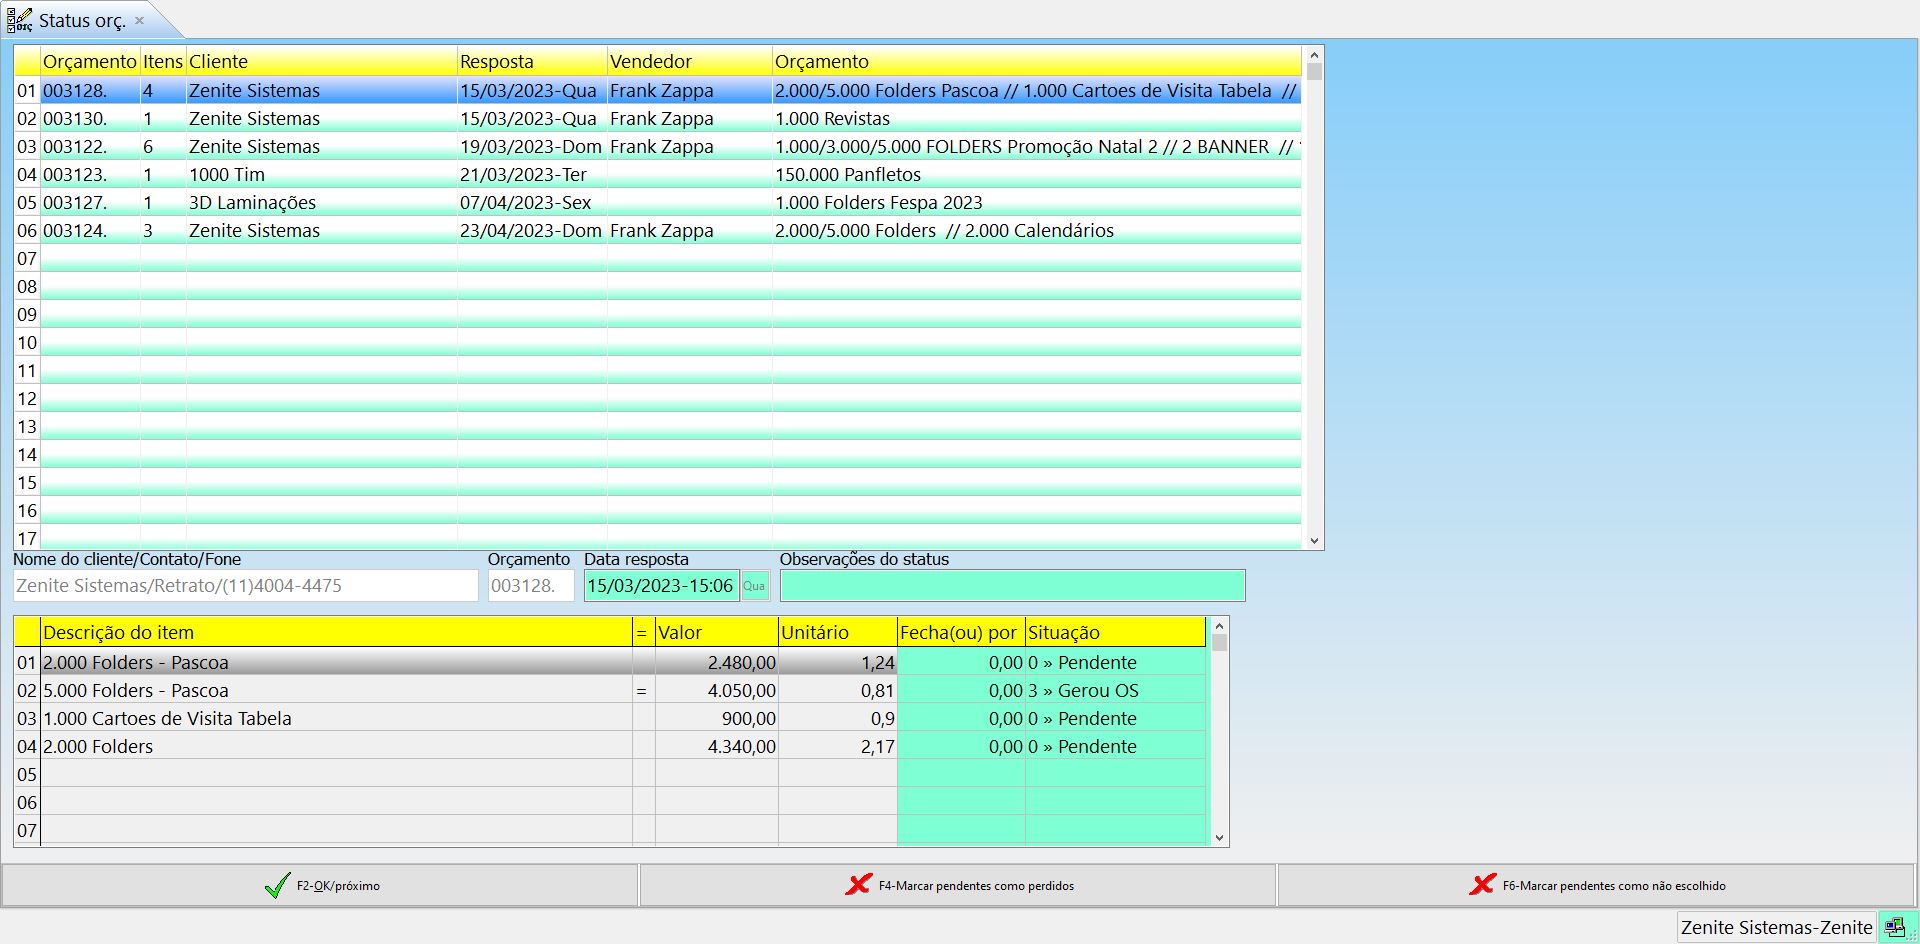 Status orç.
Orçamento Itens Cliente Resposta Vendedor Orçamento
01 003128. 4 Zenite Sistemas 15/03/2023-Qua Frank Zappa 2.000/5.000 Folders Pascoa // 1.000 Cartoes de Visita Tabela //
02 003130. 1 Zenite Sistemas 15/03/2023-Qua Frank Zappa 1.000 Revistas
03 003122. 6 Zenite Sistemas 19/03/2023-Dom Frank Zappa 1.000/3.000/5.000 FOLDERS Promoção Natal 2 // 2 BANNER //
04 003123. 1 1000 Tim 21/03/2023-Ter 150.000 Panfletos
05 003127. 1 3D Laminações 07/04/2023-Sex 1.000 Folders Fespa 2023
06 003124. 3 Zenite Sistemas 23/04/2023-Dom Frank Zappa 2.000/5.000 Folders // 2.000 Calendários
07
08
09
10
11
12
13
14
15
16
17
Nome do cliente/Contato/Fone Orçamento Data resposta Observações do status
Zenite Sistemas/Retrato/(11)4004-4475 003128. 15/03/2023-15:06 Qua
Descrição do item = Valor Unitário Fecha(ou) por Situação
01 2.000 Folders - Pascoa 2.480,00 1,24 0,00 0 » Pendente
02 5.000 Folders - Pascoa = 4.050,00 0,81 0,00 3 » Gerou OS
03 1.000 Cartoes de Visita Tabela 900,00 0,9 0,00 0 » Pendente
04 2.000 Folders 4.340,00 2,17 0,00 0 » Pendente
05
06
07
F2-OK/próximo F4-Marcar pendentes como perdidos F6-Marcar pendentes como não escolhido
Zenite Sistemas-Zenite